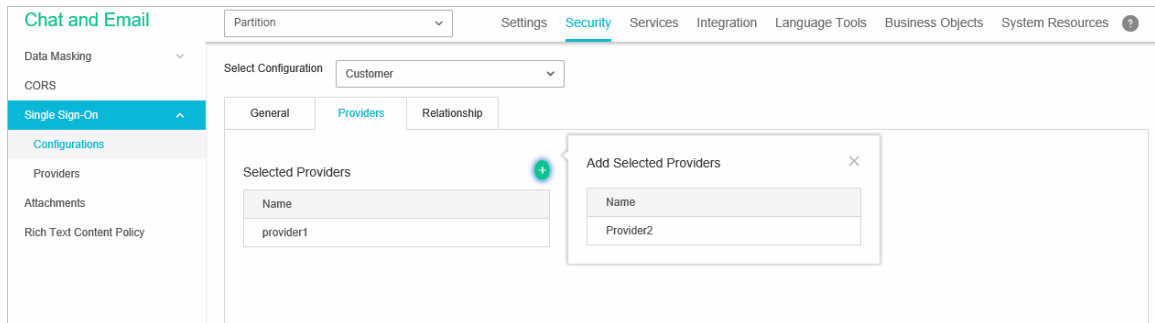 Chat and Email
Partition
Settings Security Services Integration Language Tools Business Objects System Resources ?
Data Masking
CORS
Single Sign-On
Configurations
Providers
Attachments
Rich Text Content Policy
Select Configuration Customer
General Providers Relationship
Selected Providers
Name
provider1
Add Selected Providers
Name
Provider2